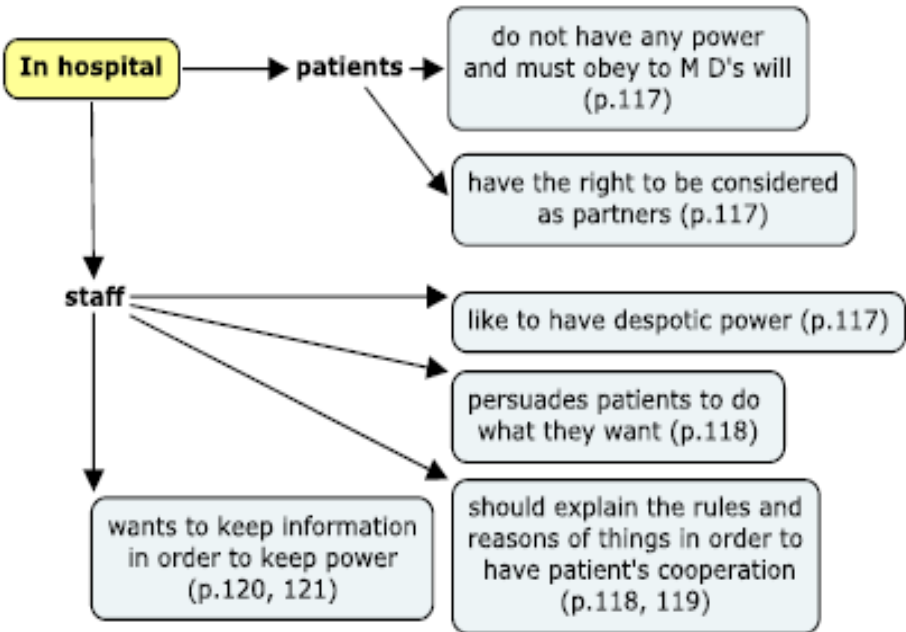 In hospital
patients
do not have any power
and must obey to M D's will
(p.117)
have the right to be considered
as partners (p.117)
staff
like to have despotic power (p.117)
persuades patients to do
what they want (p.118)
should explain the rules and
reasons of things in order to
have patient's cooperation
(p.118, 119)
wants to keep information
in order to keep power
(p.120, 121)